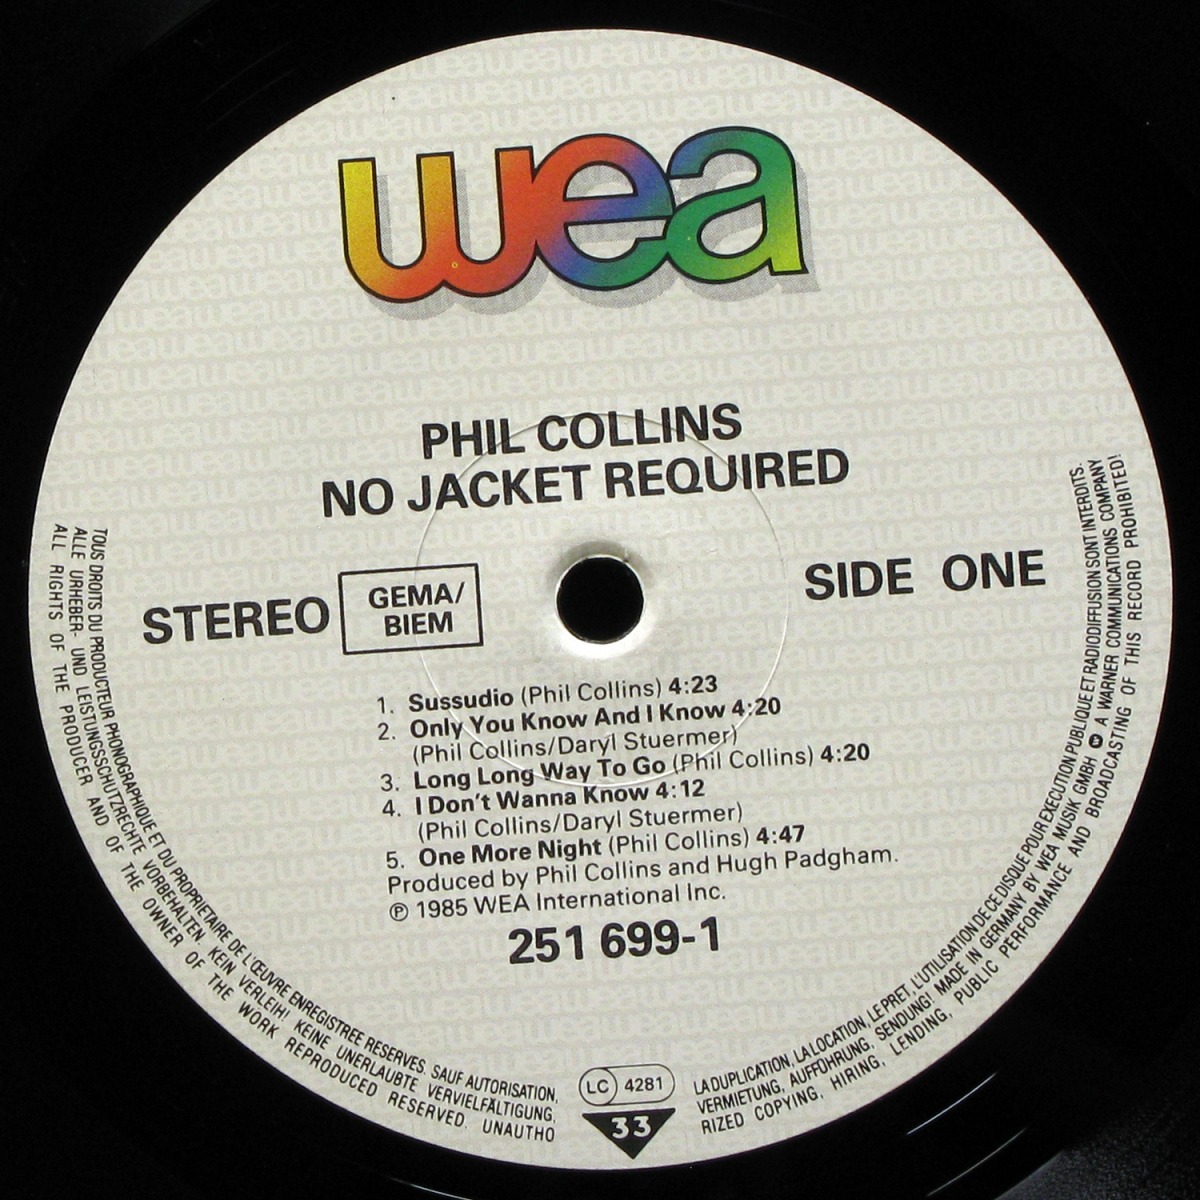 wea
PHIL COLLINS
NO JACKET REQUIRED
STEREO
GEMA/
BIEM
SIDE ONE
1. Sussudio (Phil Collins) 4:23
2. Only You Know And I Know 4:20
(Phil Collins/Daryl Stuermer)
3. Long Long Way To Go (Phil Collins) 4:20
4. I Don't Wanna Know 4:12
(Phil Collins/Daryl Stuermer)
5. One More Night (Phil Collins) 4:47
Produced by Phil Collins and Hugh Padgham.
Ⓟ 1985 WEA International Inc.
251 699-1
TOUS DROITS DU PRODUCTEUR PHONOGRAPHIQUE ET DU PROPRIETAIRE DE L'ŒUVRE ENREGISTREE RESERVES. SAUF AUTORISATION, LA DUPLICATION, LA LOCATION, LE PRET, L'UTILISATION DE CE DISQUE POUR EXECUTION PUBLIQUE ET RADIODIFFUSION SONT INTERDITS.
ALLE URHEBER- UND LEISTUNGSSCHUTZRECHTE VORBEHALTEN. KEIN VERLEIH! KEINE UNERLAUBTE VERVIELFÄLTIGUNG, VERMIETUNG, AUFFÜHRUNG, SENDUNG! MADE IN GERMANY BY WEA MUSIK GMBH A WARNER COMMUNICATIONS COMPANY
ALL RIGHTS OF THE PRODUCER AND OF THE OWNER OF THE WORK REPRODUCED RESERVED. UNAUTHORIZED COPYING, HIRING, LENDING, PUBLIC PERFORMANCE AND BROADCASTING OF THIS RECORD PROHIBITED!
LC 4281
33